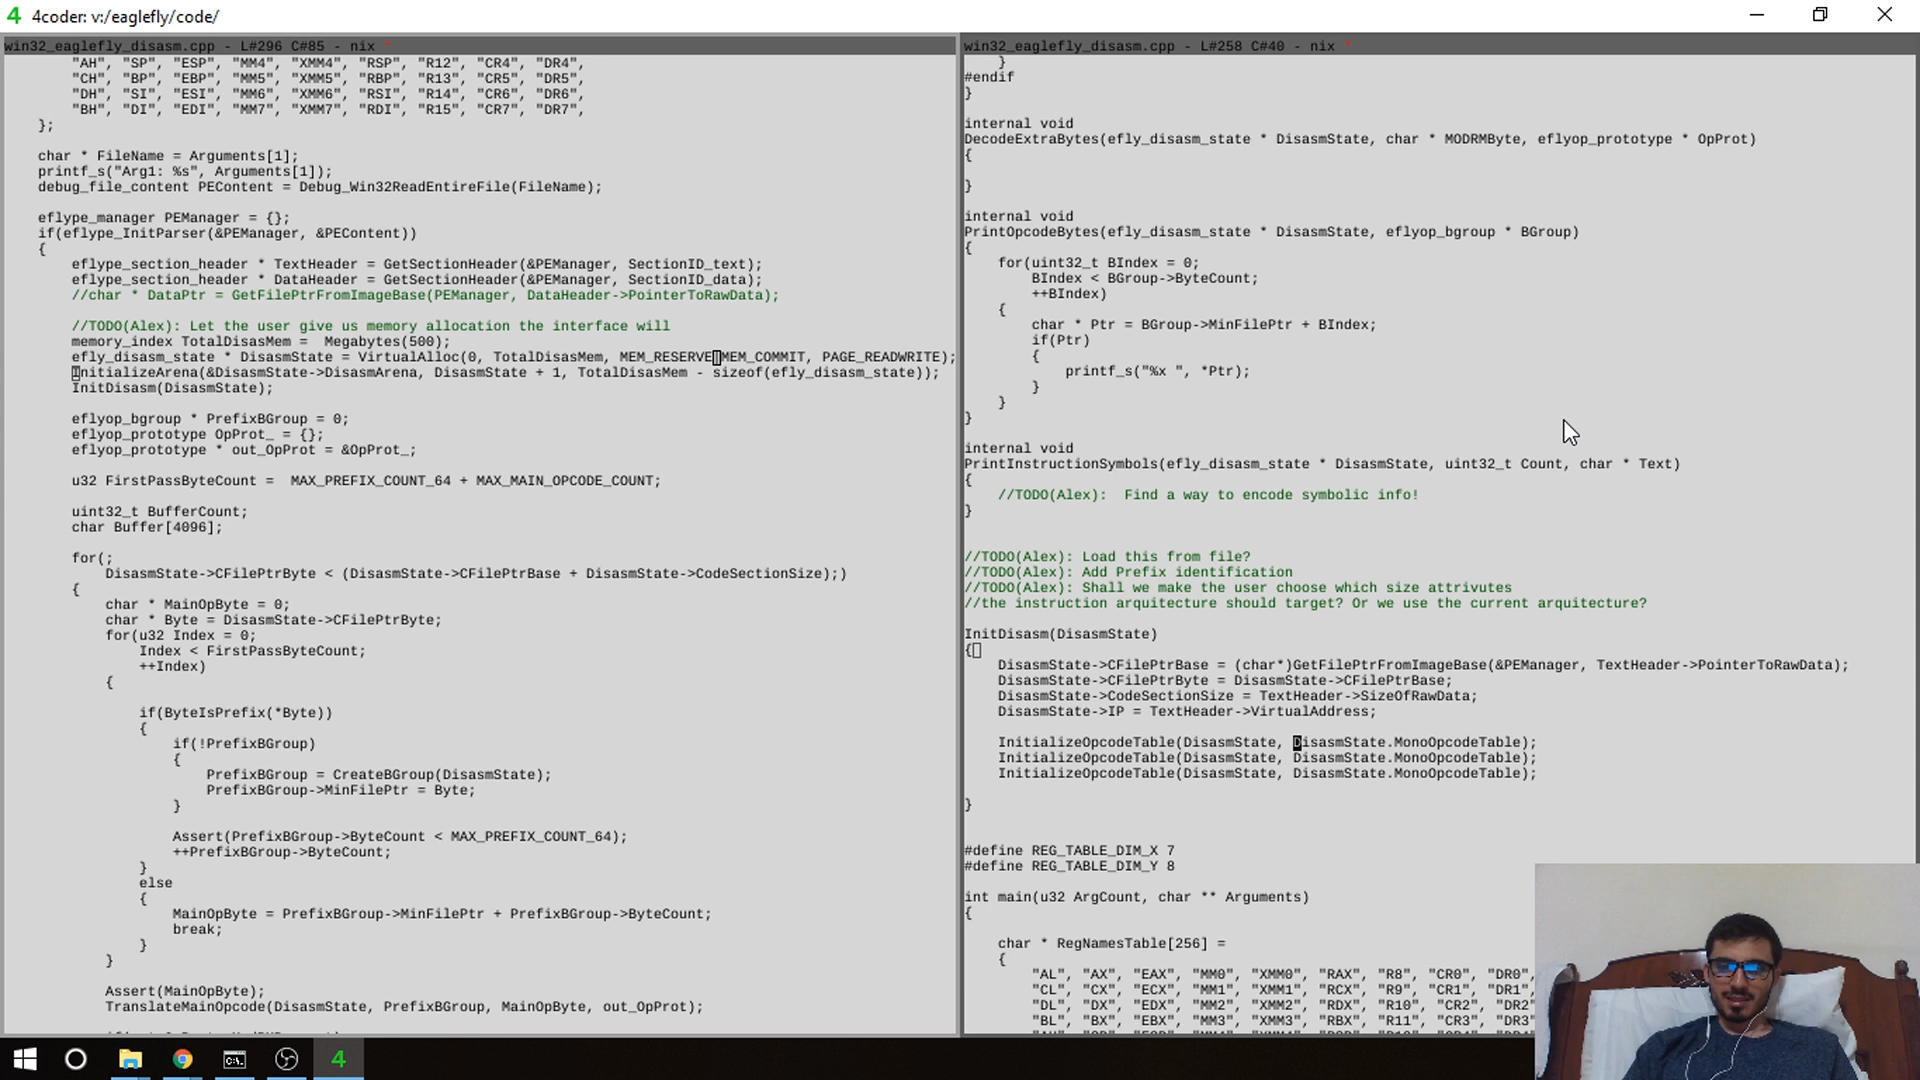 4 4coder: v:/eaglefly/code/
win32_eaglefly_disasm.cpp - L#296 C#85 - nix *
"AH", "SP", "ESP", "MM4", "XMM4", "RSP", "R12", "CR4", "DR4",
"CH", "BP", "EBP", "MM5", "XMM5", "RBP", "R13", "CR5", "DR5",
"DH", "SI", "ESI", "MM6", "XMM6", "RSI", "R14", "CR6", "DR6",
"BH", "DI", "EDI", "MM7", "XMM7", "RDI", "R15", "CR7", "DR7",
};
char * FileName = Arguments[1];
printf_s("Arg1: %s", Arguments[1]);
debug_file_content PEContent = Debug_Win32ReadEntireFile(FileName);
eflype_manager PEManager = {};
if(eflype_InitParser(&PEManager, &PEContent))
{
eflype_section_header * TextHeader = GetSectionHeader(&PEManager, SectionID_text);
eflype_section_header * DataHeader = GetSectionHeader(&PEManager, SectionID_data);
//char * DataPtr = GetFilePtrFromImageBase(PEManager, DataHeader->PointerToRawData);
//TODO(Alex): Let the user give us memory allocation the interface will
memory_index TotalDisasMem =  Megabytes(500);
efly_disasm_state * DisasmState = VirtualAlloc(0, TotalDisasMem, MEM_RESERVE|MEM_COMMIT, PAGE_READWRITE);
InitializeArena(&DisasmState->DisasmArena, DisasmState + 1, TotalDisasMem - sizeof(efly_disasm_state));
InitDisasm(DisasmState);
eflyop_bgroup * PrefixBGroup = 0;
eflyop_prototype OpProt_ = {};
eflyop_prototype * out_OpProt = &OpProt_;
u32 FirstPassByteCount =  MAX_PREFIX_COUNT_64 + MAX_MAIN_OPCODE_COUNT;
uint32_t BufferCount;
char Buffer[4096];
for(;
DisasmState->CFilePtrByte < (DisasmState->CFilePtrBase + DisasmState->CodeSectionSize);)
{
char * MainOpByte = 0;
char * Byte = DisasmState->CFilePtrByte;
for(u32 Index = 0;
Index < FirstPassByteCount;
++Index)
{
if(ByteIsPrefix(*Byte))
{
if(!PrefixBGroup)
{
PrefixBGroup = CreateBGroup(DisasmState);
PrefixBGroup->MinFilePtr = Byte;
}
Assert(PrefixBGroup->ByteCount < MAX_PREFIX_COUNT_64);
++PrefixBGroup->ByteCount;
}
else
{
MainOpByte = PrefixBGroup->MinFilePtr + PrefixBGroup->ByteCount;
break;
}
}
Assert(MainOpByte);
TranslateMainOpcode(DisasmState, PrefixBGroup, MainOpByte, out_OpProt);
win32_eaglefly_disasm.cpp - L#258 C#40 - nix *
}
#endif
}
internal void
DecodeExtraBytes(efly_disasm_state * DisasmState, char * MODRMByte, eflyop_prototype * OpProt)
{
}
internal void
PrintOpcodeBytes(efly_disasm_state * DisasmState, eflyop_bgroup * BGroup)
{
for(uint32_t BIndex = 0;
BIndex < BGroup->ByteCount;
++BIndex)
{
char * Ptr = BGroup->MinFilePtr + BIndex;
if(Ptr)
{
printf_s("%x ", *Ptr);
}
}
}
internal void
PrintInstructionSymbols(efly_disasm_state * DisasmState, uint32_t Count, char * Text)
{
//TODO(Alex):  Find a way to encode symbolic info!
}
//TODO(Alex): Load this from file?
//TODO(Alex): Add Prefix identification
//TODO(Alex): Shall we make the user choose which size attrivutes
//the instruction arquitecture should target? Or we use the current arquitecture?
InitDisasm(DisasmState)
{
DisasmState->CFilePtrBase = (char*)GetFilePtrFromImageBase(&PEManager, TextHeader->PointerToRawData);
DisasmState->CFilePtrByte = DisasmState->CFilePtrBase;
DisasmState->CodeSectionSize = TextHeader->SizeOfRawData;
DisasmState->IP = TextHeader->VirtualAddress;
InitializeOpcodeTable(DisasmState, DisasmState.MonoOpcodeTable);
InitializeOpcodeTable(DisasmState, DisasmState.MonoOpcodeTable);
InitializeOpcodeTable(DisasmState, DisasmState.MonoOpcodeTable);
}
#define REG_TABLE_DIM_X 7
#define REG_TABLE_DIM_Y 8
int main(u32 ArgCount, char ** Arguments)
{
char * RegNamesTable[256] =
{
"AL", "AX", "EAX", "MM0", "XMM0", "RAX", "R8", "CR0", "DR0",
"CL", "CX", "ECX", "MM1", "XMM1", "RCX", "R9", "CR1", "DR1",
"DL", "DX", "EDX", "MM2", "XMM2", "RDX", "R10", "CR2", "DR2"
"BL", "BX", "EBX", "MM3", "XMM3", "RBX", "R11", "CR3", "DR3"